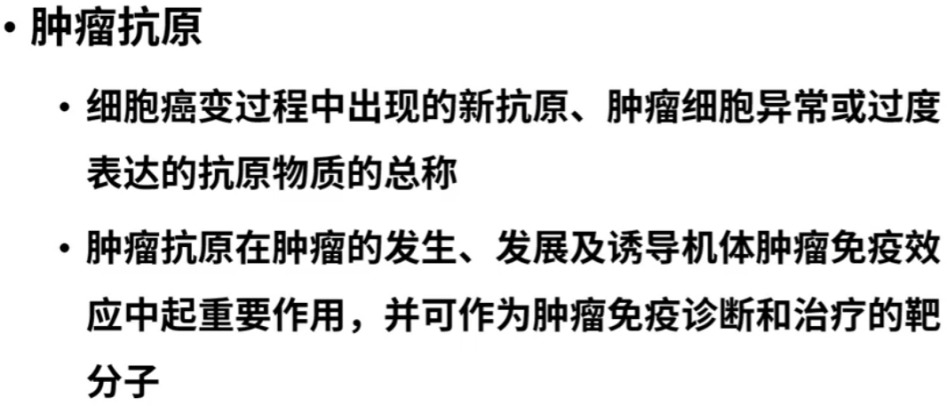 • 肿瘤抗原
• 细胞癌变过程中出现的新抗原、肿瘤细胞异常或过度
表达的抗原物质的总称
• 肿瘤抗原在肿瘤的发生、发展及诱导机体肿瘤免疫效
应中起重要作用，并可作为肿瘤免疫诊断和治疗的靶
分子